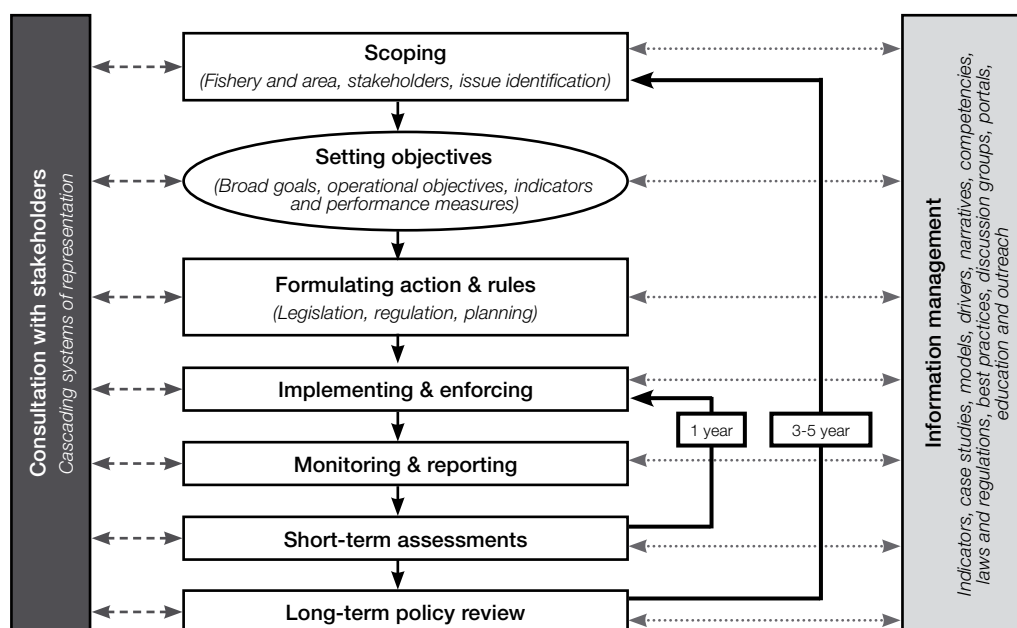 Consultation with stakeholders
Cascading systems of representation
Scoping
(Fishery and area, stakeholders, issue identification)
Setting objectives
(Broad goals, operational objectives, indicators
and performance measures)
Formulating action & rules
(Legislation, regulation, planning)
Implementing & enforcing
1 year
3-5 year
Monitoring & reporting
Short-term assessments
Long-term policy review
Information management
Indicators, case studies, models, drivers, narratives, competencies,
laws and regulations, best practices, discussion groups, portals,
education and outreach